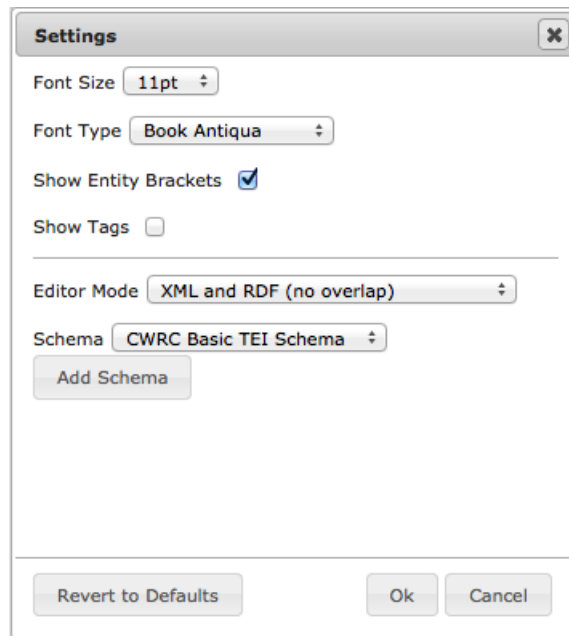 Settings
Font Size 11pt
Font Type Book Antiqua
Show Entity Brackets
Show Tags
Editor Mode XML and RDF (no overlap)
Schema CWRC Basic TEI Schema
Add Schema
Revert to Defaults Ok Cancel